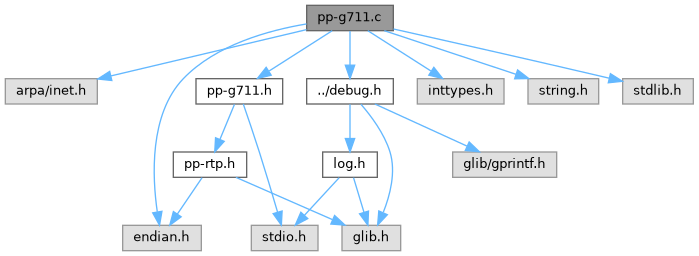 pp-g711.c
arpa/inet.h
pp-g711.h
../debug.h
inttypes.h
string.h
stdlib.h
pp-rtp.h
log.h
glib/gprintf.h
endian.h
stdio.h
glib.h